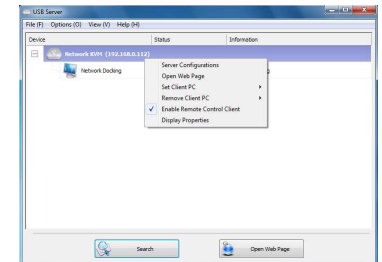 USB Server
File (F) Options (O) View (V) Help (H)
Device Status Information
Network KVM (192.168.0.112)
Network Docking
Server Configurations
Open Web Page
Set Client PC
Remove Client PC
Enable Remote Control Client
Display Properties
Search Open Web Page